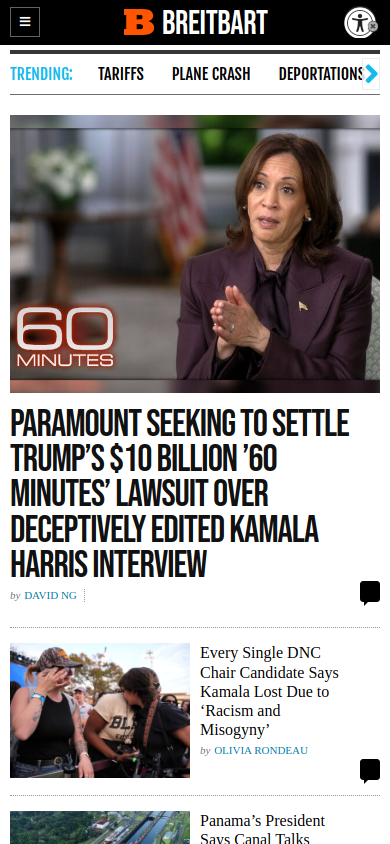 BREITBART
TRENDING:
TARIFFS
PLANE CRASH
DEPORTATIONS
60
MINUTES
PARAMOUNT SEEKING TO SETTLE
TRUMP’S $10 BILLION ’60
MINUTES’ LAWSUIT OVER
DECEPTIVELY EDITED KAMALA
HARRIS INTERVIEW
by DAVID NG
Every Single DNC
Chair Candidate Says
Kamala Lost Due to
‘Racism and
Misogyny’
by OLIVIA RONDEAU
Panama’s President
Says Canal Talks